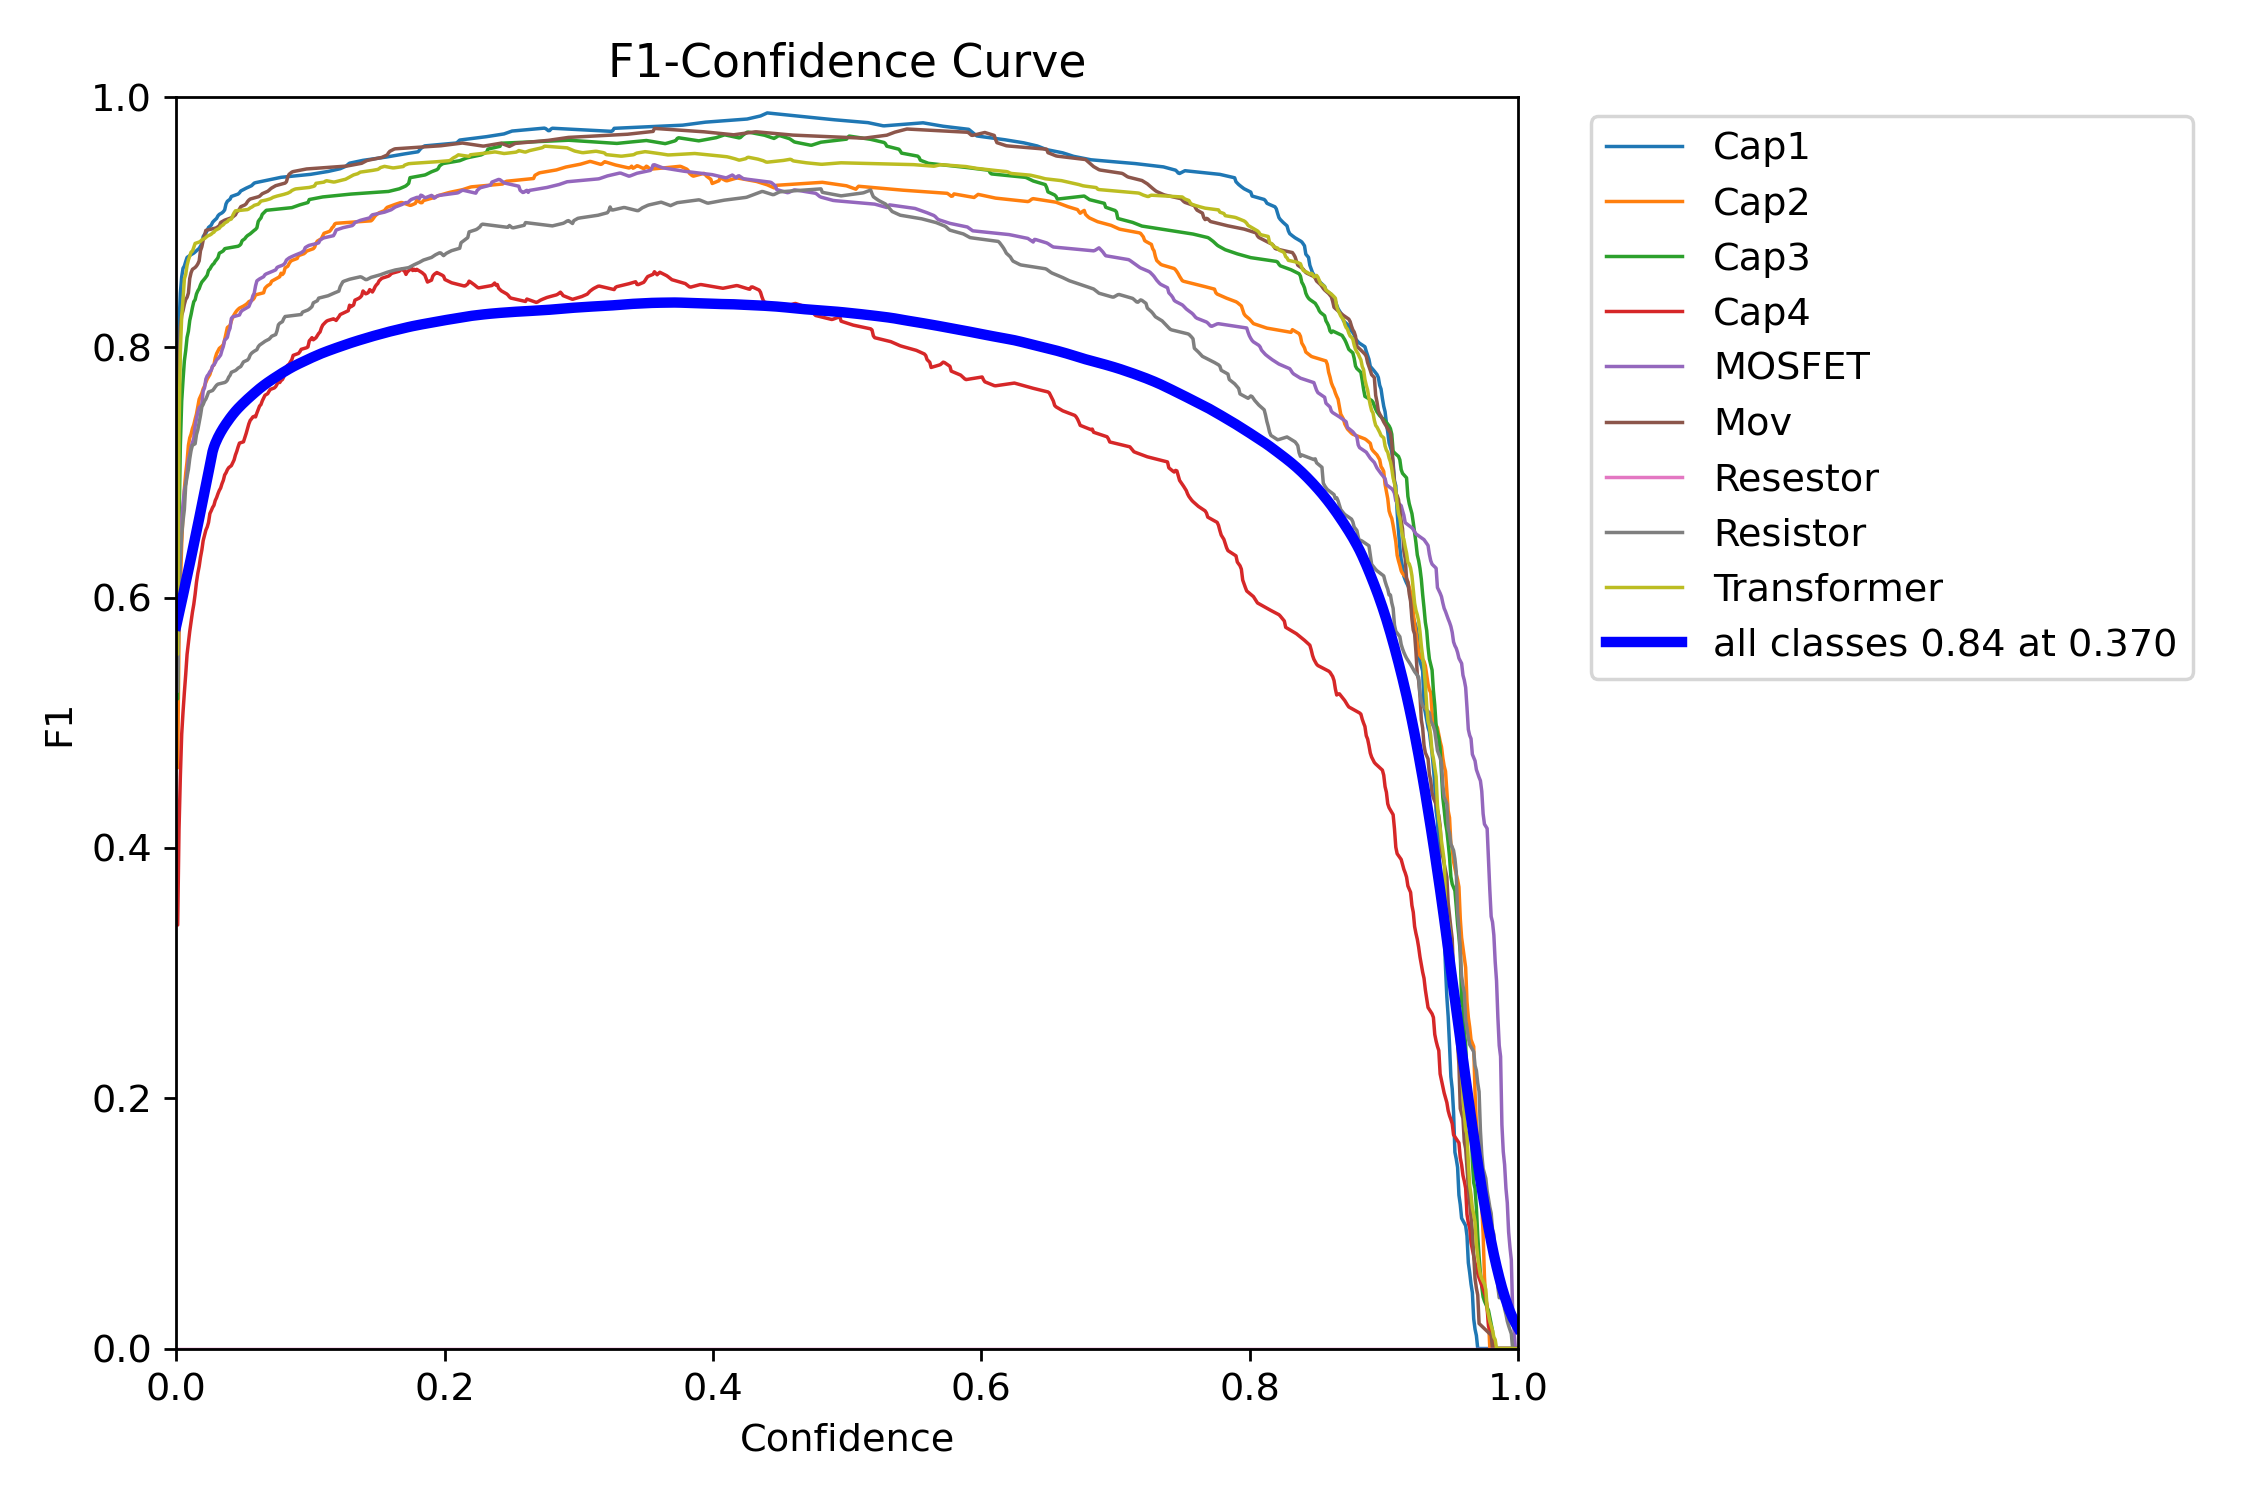 F1-Confidence Curve
1.0
0.8
0.6
0.4
0.2
0.0
F1
0.0 0.2 0.4 0.6 0.8 1.0
Confidence
Cap1
Cap2
Cap3
Cap4
MOSFET
Mov
Resestor
Resistor
Transformer
all classes 0.84 at 0.370